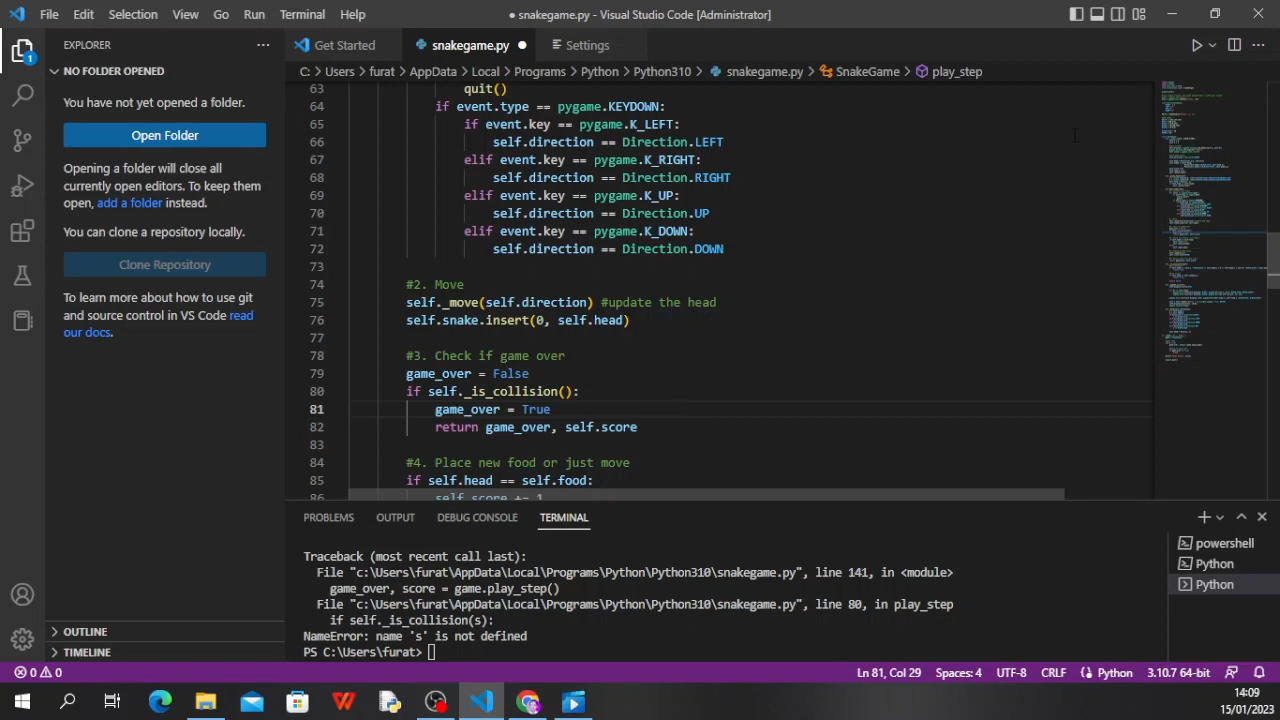 File Edit Selection View Go Run Terminal Help ● snakegame.py - Visual Studio Code [Administrator]
EXPLORER
Get Started snakegame.py Settings
1
NO FOLDER OPENED
C: > Users > furat > AppData > Local > Programs > Python > Python310 > snakegame.py > SnakeGame > play_step
You have not yet opened a folder.
Open Folder
Opening a folder will close all
currently open editors. To keep them
open, add a folder instead.
You can clone a repository locally.
Clone Repository
To learn more about how to use git
and source control in VS Code read
our docs.
OUTLINE
TIMELINE
63 quit()
64 if event.type == pygame.KEYDOWN:
65 if event.key == pygame.K_LEFT:
66 self.direction == Direction.LEFT
67 elif event.key == pygame.K_RIGHT:
68 self.direction == Direction.RIGHT
69 elif event.key == pygame.K_UP:
70 self.direction == Direction.UP
71 elif event.key == pygame.K_DOWN:
72 self.direction == Direction.DOWN
73
74 #2. Move
75 self._move(self.direction) #update the head
76 self.snake.insert(0, self.head)
77
78 #3. Check if game over
79 game_over = False
80 if self._is_collision():
81 game_over = True
82 return game_over, self.score
83
84 #4. Place new food or just move
85 if self.head == self.food:
86 self.score += 1
PROBLEMS OUTPUT DEBUG CONSOLE TERMINAL
Traceback (most recent call last):
File "c:\Users\furat\AppData\Local\Programs\Python\Python310\snakegame.py", line 141, in <module>
game_over, score = game.play_step()
File "c:\Users\furat\AppData\Local\Programs\Python\Python310\snakegame.py", line 80, in play_step
if self._is_collision(s):
NameError: name 's' is not defined
PS C:\Users\furat>
powershell
Python
Python
0 0 Ln 81, Col 29 Spaces: 4 UTF-8 CRLF Python 3.10.7 64-bit
14:09
15/01/2023